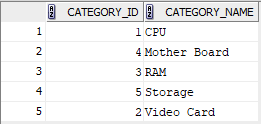 CATEGORY_ID CATEGORY_NAME
1 1 CPU
2 4 Mother Board
3 3 RAM
4 5 Storage
5 2 Video Card